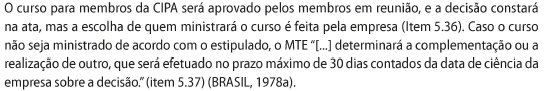 O curso para membros da CIPA será aprovado pelos membros em reunião, e a decisão constará
na ata, mas a escolha de quem ministrará o curso é feita pela empresa (Item 5.36). Caso o curso
não seja ministrado de acordo com o estipulado, o MTE “[...] determinará a complementação ou a
realização de outro, que será efetuado no prazo máximo de 30 dias contados da data de ciência da
empresa sobre a decisão.” (item 5.37) (BRASIL, 1978a).